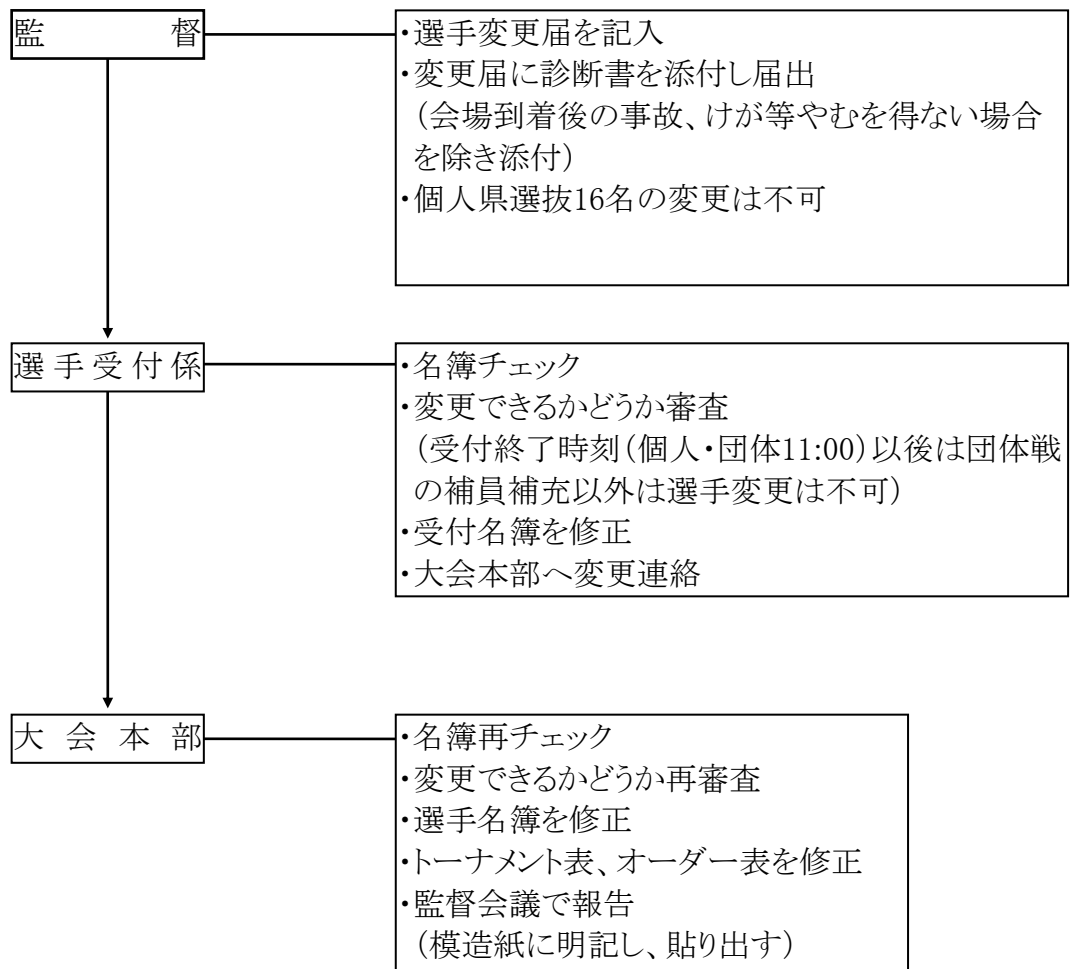 監督
・選手変更届を記入
・変更届に診断書を添付し届出
（会場到着後の事故、けが等やむを得ない場合
を除き添付）
・個人県選抜16名の変更は不可
選手受付係
・名簿チェック
・変更できるかどうか審査
（受付終了時刻（個人・団体11:00）以後は団体戦
の補員補充以外は選手変更は不可）
・受付名簿を修正
・大会本部へ変更連絡
大会本部
・名簿再チェック
・変更できるかどうか再審査
・選手名簿を修正
・トーナメント表、オーダー表を修正
・監督会議で報告
（模造紙に明記し、貼り出す）